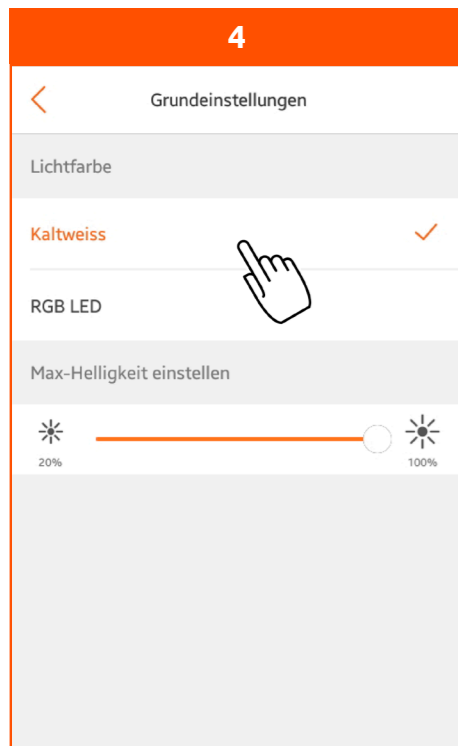 4
Grundeinstellungen
Lichtfarbe
Kaltweiss
RGB LED
Max-Helligkeit einstellen
20%
100%